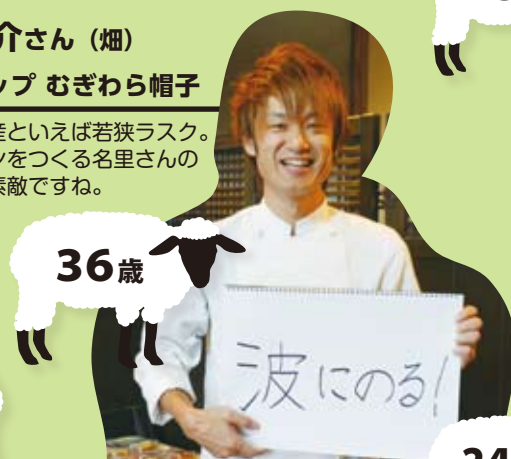 介さん（畑）
ップ むぎわら帽子
産といえば若狭ラスク。
ンをつくる名里さんの
素敵ですね。
36歳
波にのる!
24